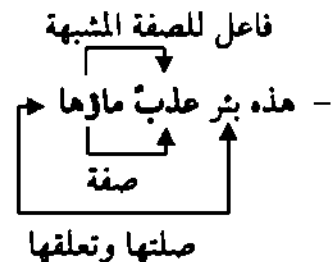 فاعل للصفة المشبهة
- هذه بئر عذبٌ ماؤها
صفة
صلتها وتعلقها